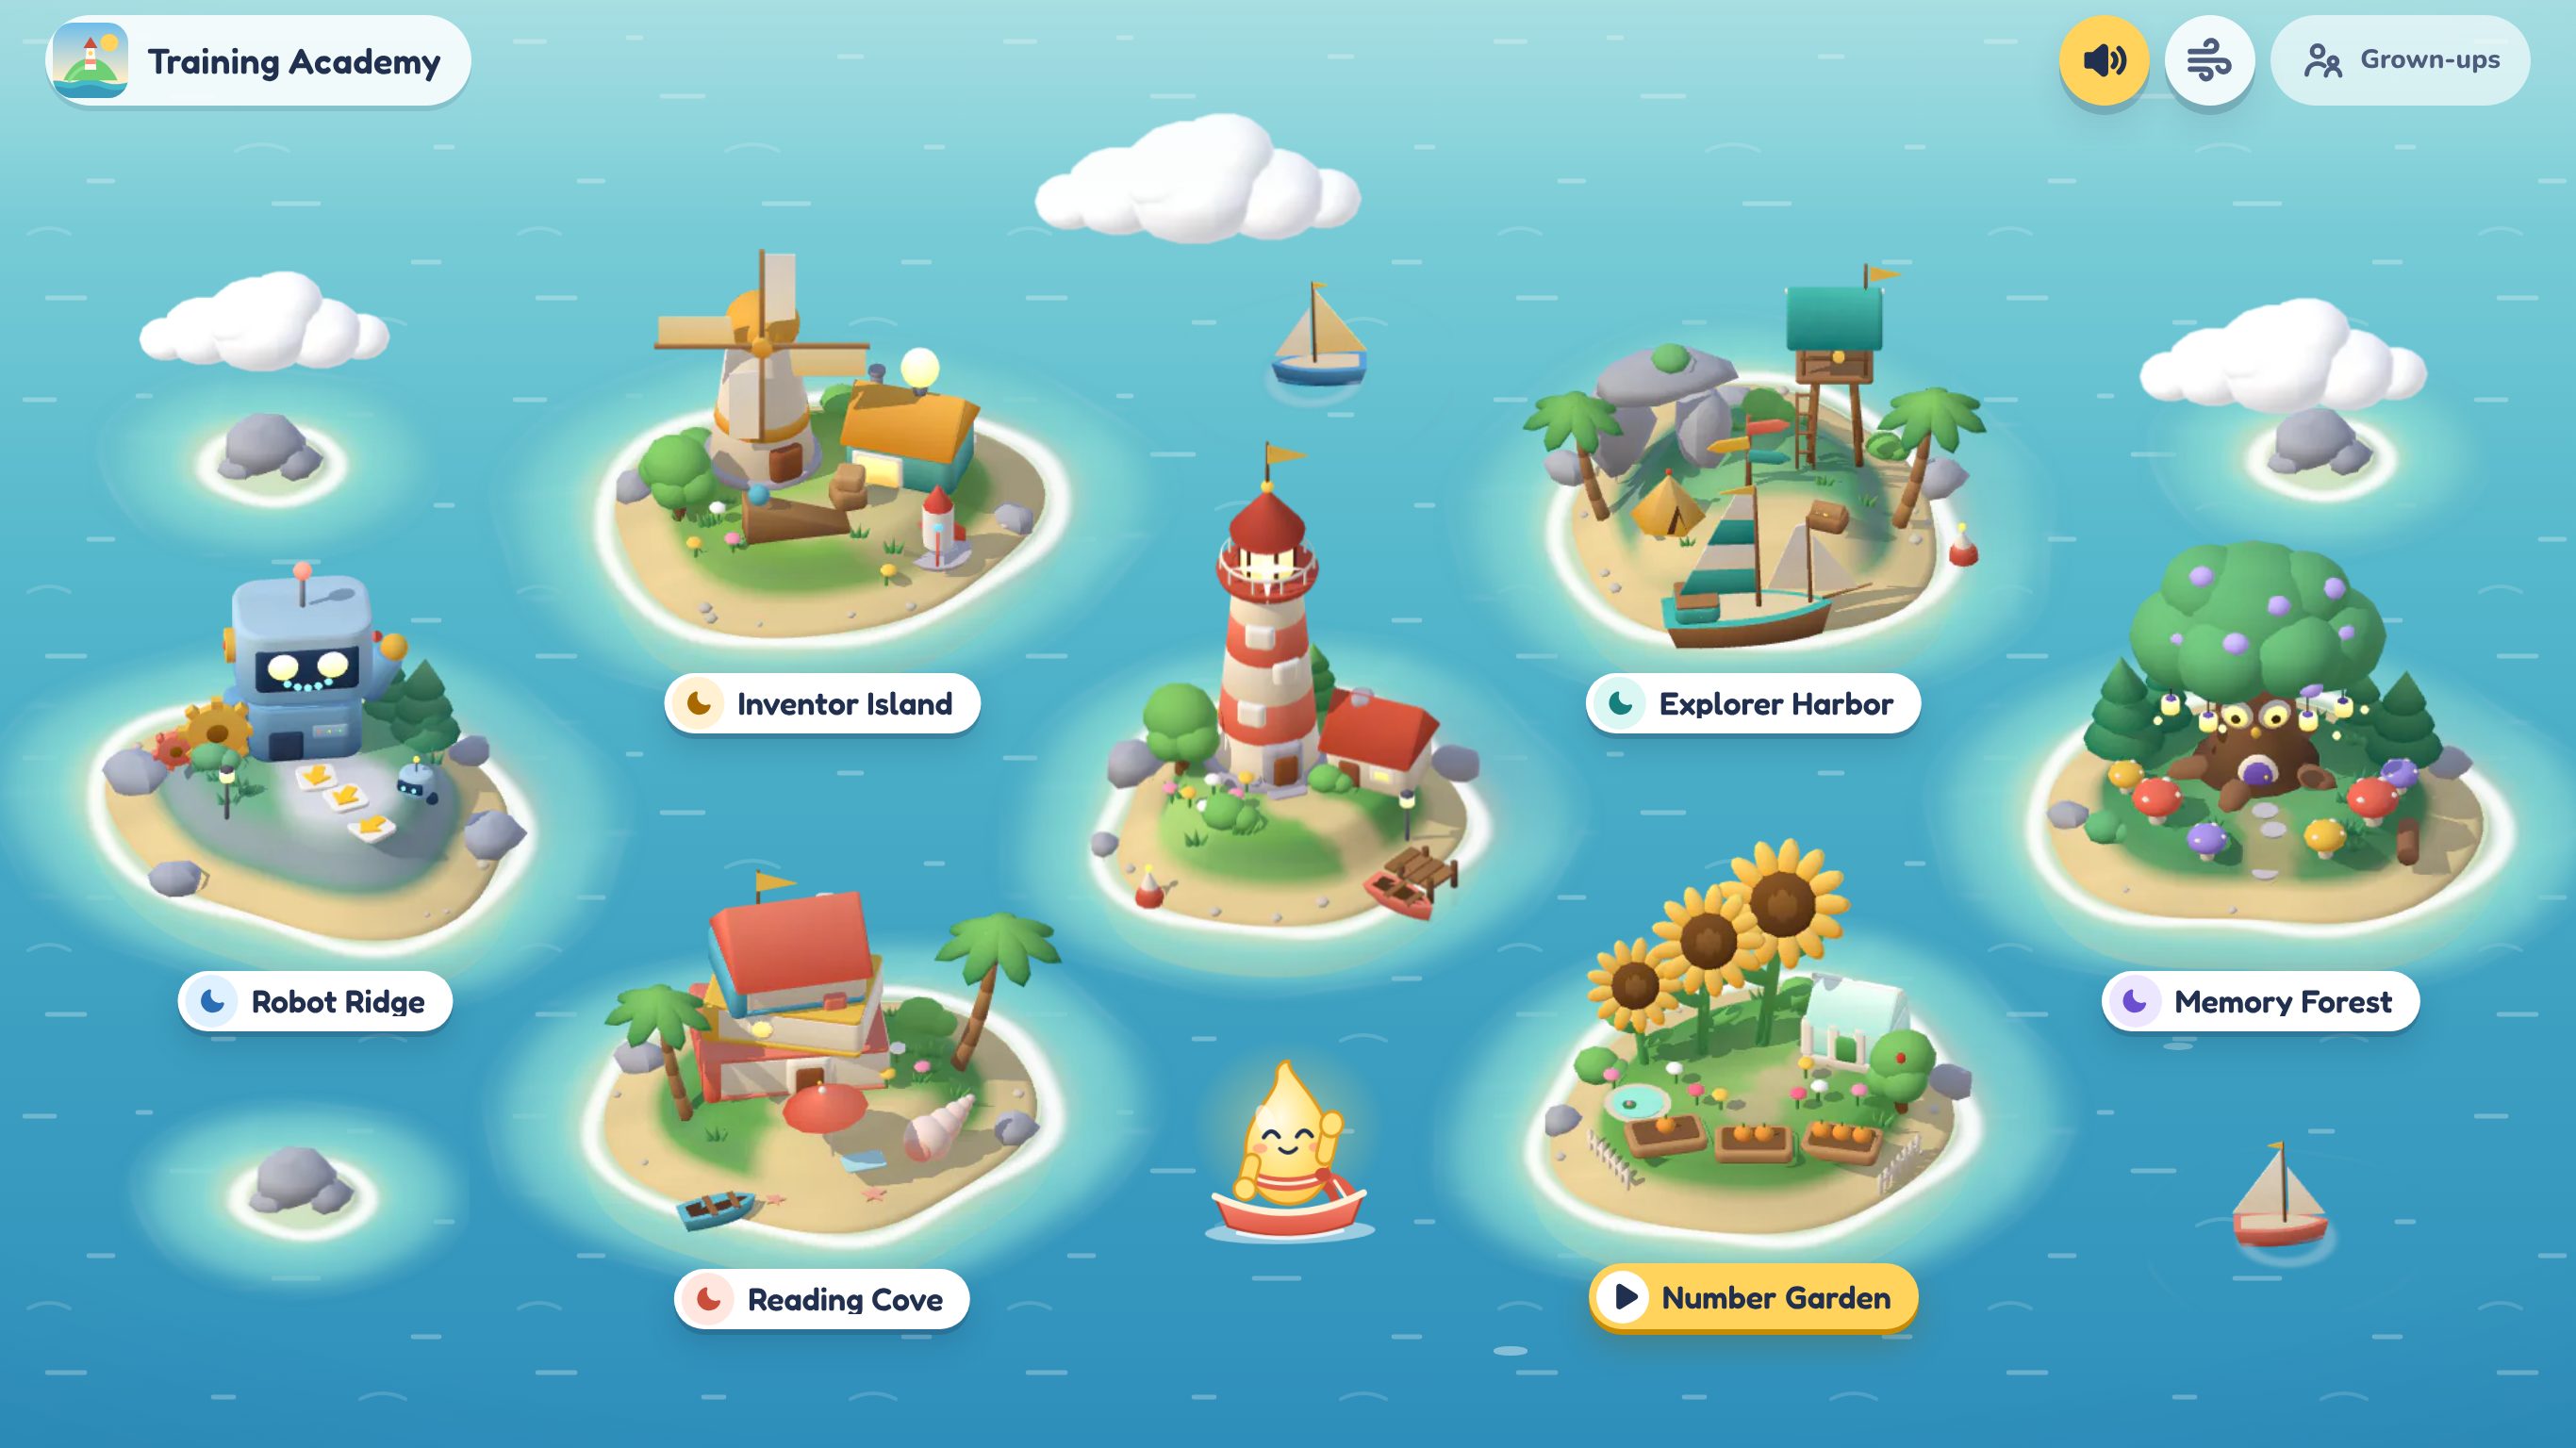 Training Academy
Grown-ups
Inventor Island
Explorer Harbor
Robot Ridge
Memory Forest
Reading Cove
Number Garden